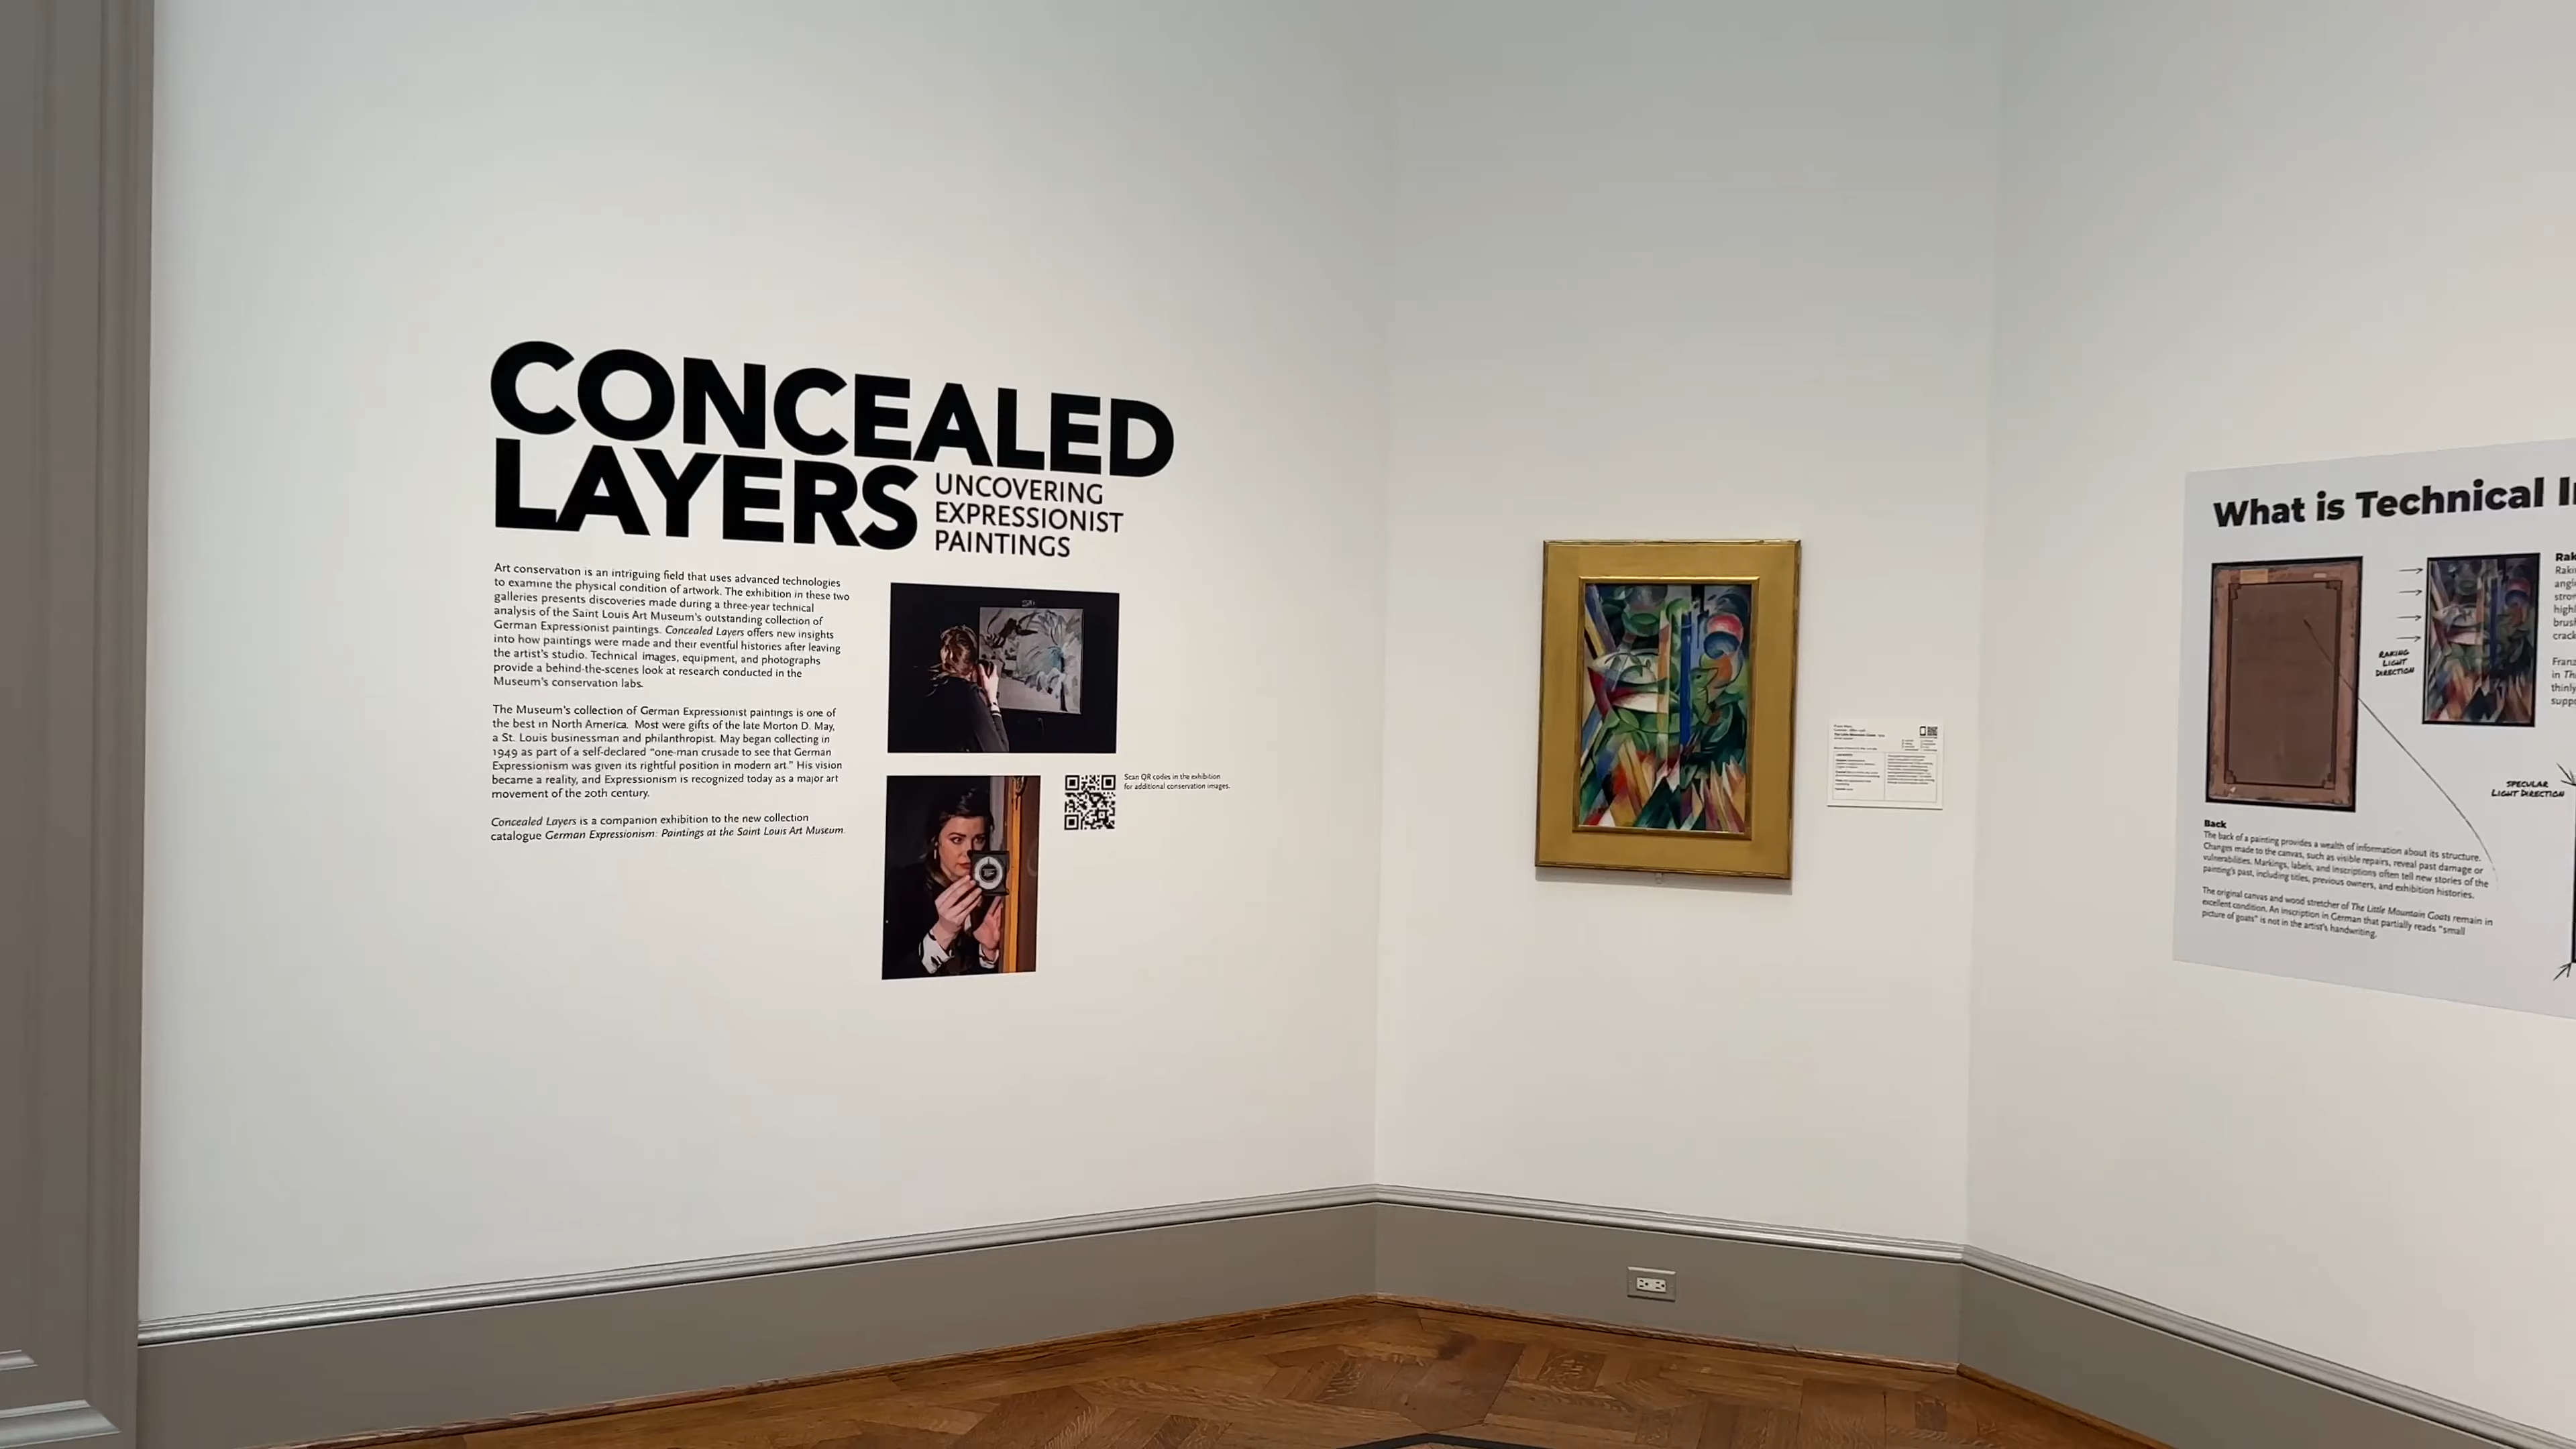 CONCEALED
LAYERS
UNCOVERING
EXPRESSIONIST
PAINTINGS
Art conservation is an intriguing field that uses advanced technologies
to examine the physical condition of artwork. The exhibition in these two
galleries presents discoveries made during a three-year technical
analysis of the Saint Louis Art Museum's outstanding collection of
German Expressionist paintings. Concealed Layers offers new insights
into how paintings were made and their eventful histories after leaving
the artist's studio. Technical images, equipment, and photographs
provide a behind-the-scenes look at research conducted in the
Museum's conservation labs.
The Museum's collection of German Expressionist paintings is one of
the best in North America. Most were gifts of the late Morton D. May,
a St. Louis businessman and philanthropist. May began collecting in
1949 as part of a self-declared "one-man crusade to see that German
Expressionism was given its rightful position in modern art." His vision
became a reality, and Expressionism is recognized today as a major art
movement of the 20th century.
Concealed Layers is a companion exhibition to the new collection
catalogue German Expressionism: Paintings at the Saint Louis Art Museum.
Scan QR codes in the exhibition
for additional conservation images.
What is Technical
RAKING
LIGHT
DIRECTION
SPECULAR
LIGHT DIRECTION
Back
The back of a painting provides a wealth of information about its structure.
Changes made to the canvas, such as visible repairs, reveal past damage or
vulnerabilities. Markings, labels, and inscriptions often tell new stories of the
painting's past, including titles, previous owners, and exhibition histories.
The original canvas and wood stretcher of The Little Mountain Goats remain in
excellent condition. An inscription in German that partially reads "small
picture of goats" is not in the artist's handwriting.